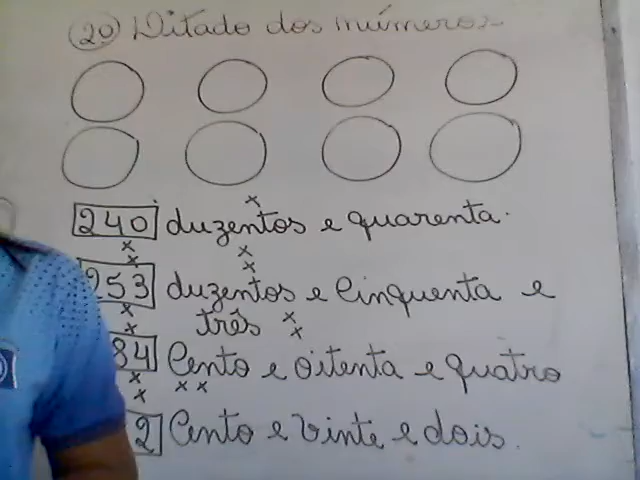 20) Ditado dos números
240 duzentos e quarenta.
253 duzentos e cinquenta e
três
84 Cento e oitenta e quatro
2 Cento e vinte e dois.